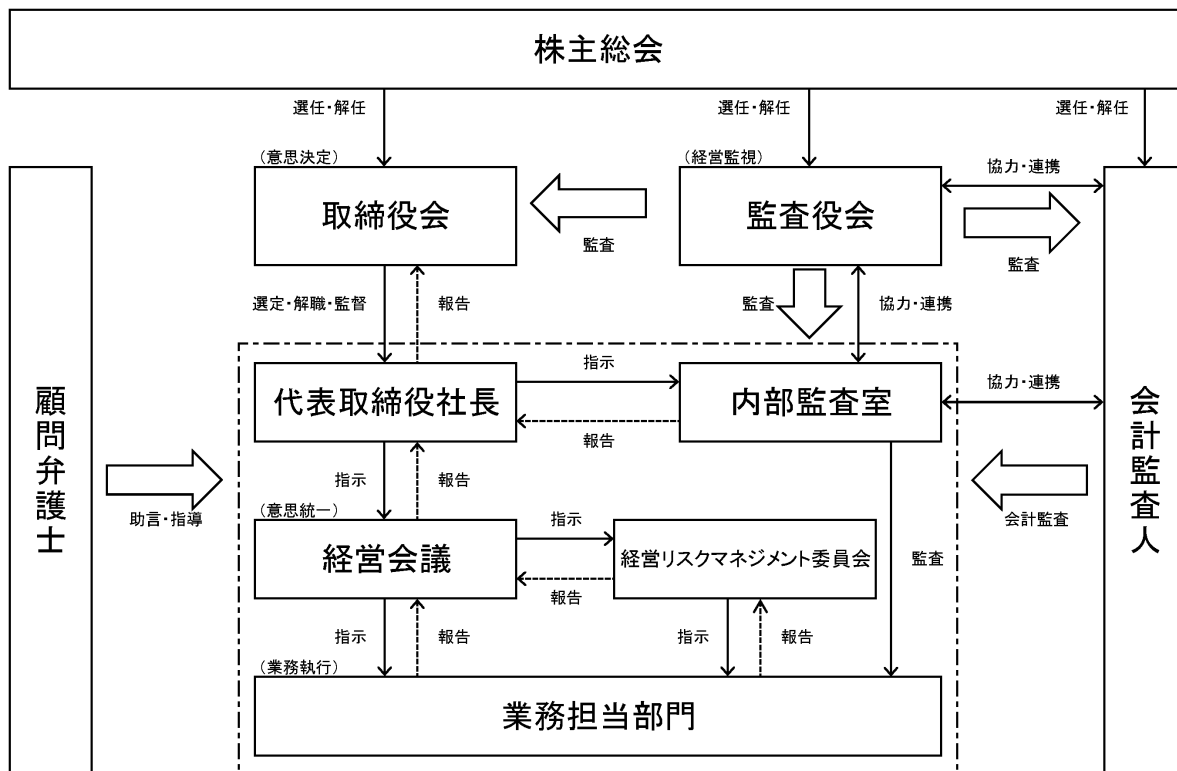 株主総会
選任・解任
選任・解任
選任・解任
(意思決定)
(経営監視)
取締役会
監査役会
協力・連携
監査
監査
選定・解職・監督
報告
監査
協力・連携
代表取締役社長
指示
報告
内部監査室
協力・連携
顧問弁護士
会計監査人
指示
報告
助言・指導
会計監査
(意思統一)
経営会議
指示
報告
経営リスクマネジメント委員会
監査
指示
報告
指示
報告
(業務執行)
業務担当部門